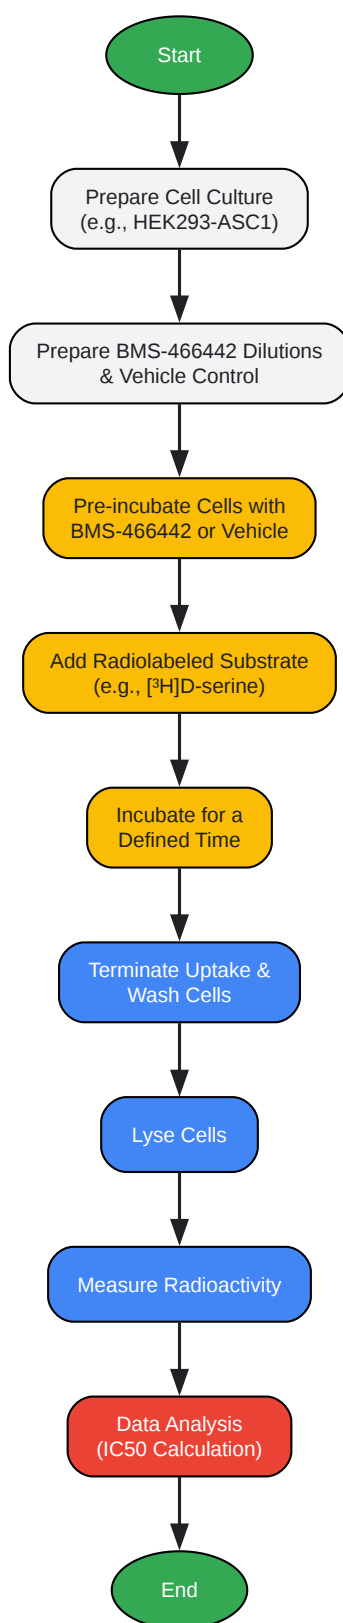 Start
Prepare Cell Culture
(e.g., HEK293-ASC1)
Prepare BMS-466442 Dilutions
& Vehicle Control
Pre-incubate Cells with
BMS-466442 or Vehicle
Add Radiolabeled Substrate
(e.g., [³H]D-serine)
Incubate for a
Defined Time
Terminate Uptake &
Wash Cells
Lyse Cells
Measure Radioactivity
Data Analysis
(IC50 Calculation)
End